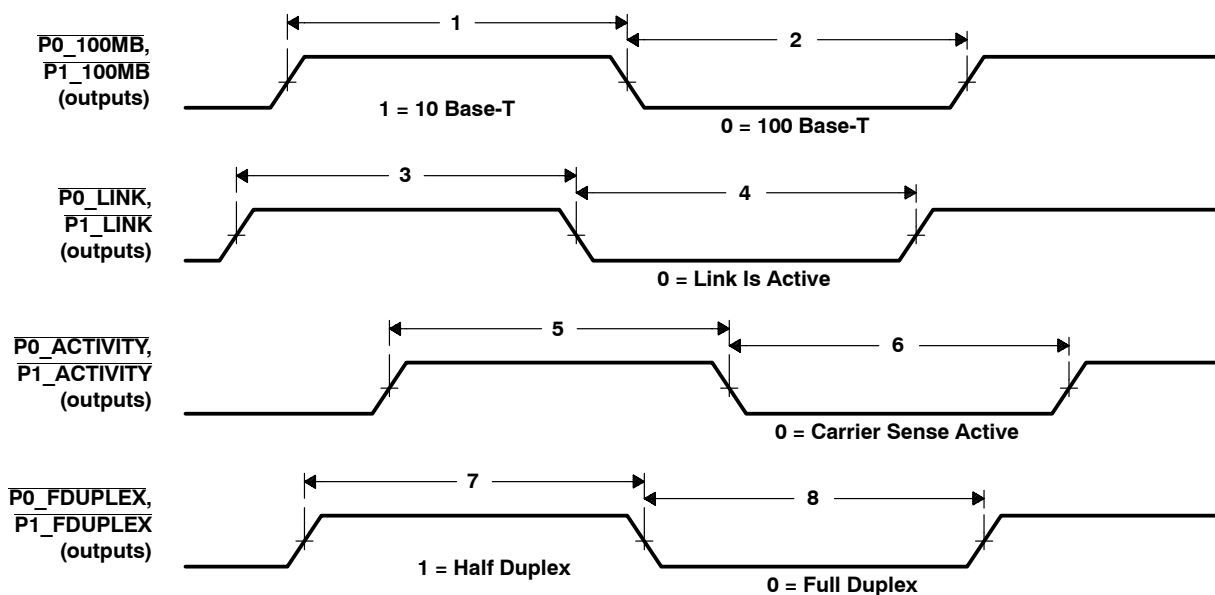 1
P0_100MB,
2
P1_100MB
(outputs)
1 = 10 Base-T
0 = 100 Base-T
3
P0_LINK,
4
P1_LINK
(outputs)
0 = Link Is Active
5
P0_ACTIVITY,
6
P1_ACTIVITY
(outputs)
0 = Carrier Sense Active
7
P0_FDUPLEX,
8
P1_FDUPLEX
(outputs)
1 = Half Duplex
0 = Full Duplex